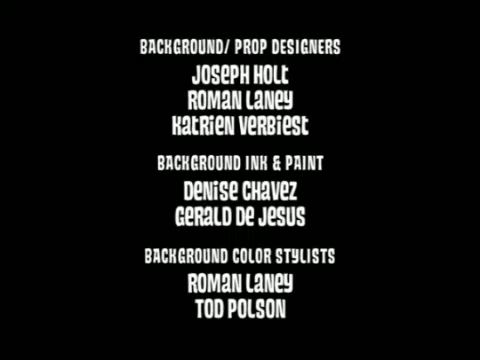 BACKGROUND/ PROP DESIGNERS
JOSEPH HOLT
ROMAN LANEY
KATRIEN VERBIEST
BACKGROUND INK & PAINT
DENISE CHAVEZ
GERALD DE JESUS
BACKGROUND COLOR STYLISTS
ROMAN LANEY
TOD POLSON